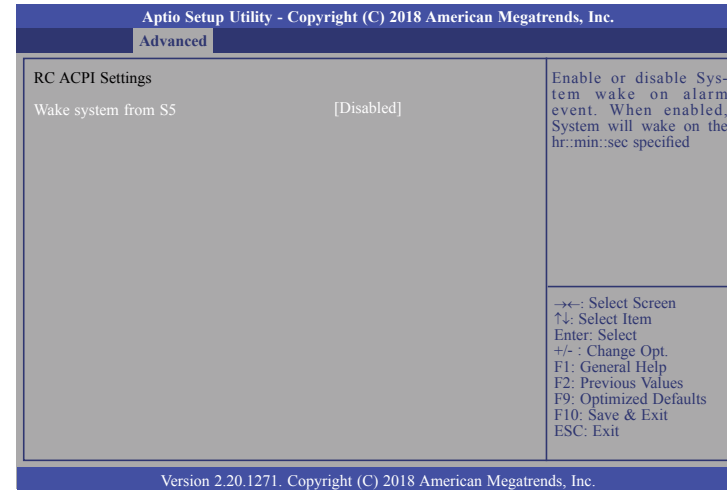 Aptio Setup Utility - Copyright (C) 2018 American Megatrends, Inc.
Advanced
RC ACPI Settings
Wake system from S5 [Disabled]
Enable or disable Sys-
tem wake on alarm
event. When enabled,
System will wake on the
hr::min::sec specified
→←: Select Screen
↑↓: Select Item
Enter: Select
+/- : Change Opt.
F1: General Help
F2: Previous Values
F9: Optimized Defaults
F10: Save & Exit
ESC: Exit
Version 2.20.1271. Copyright (C) 2018 American Megatrends, Inc.